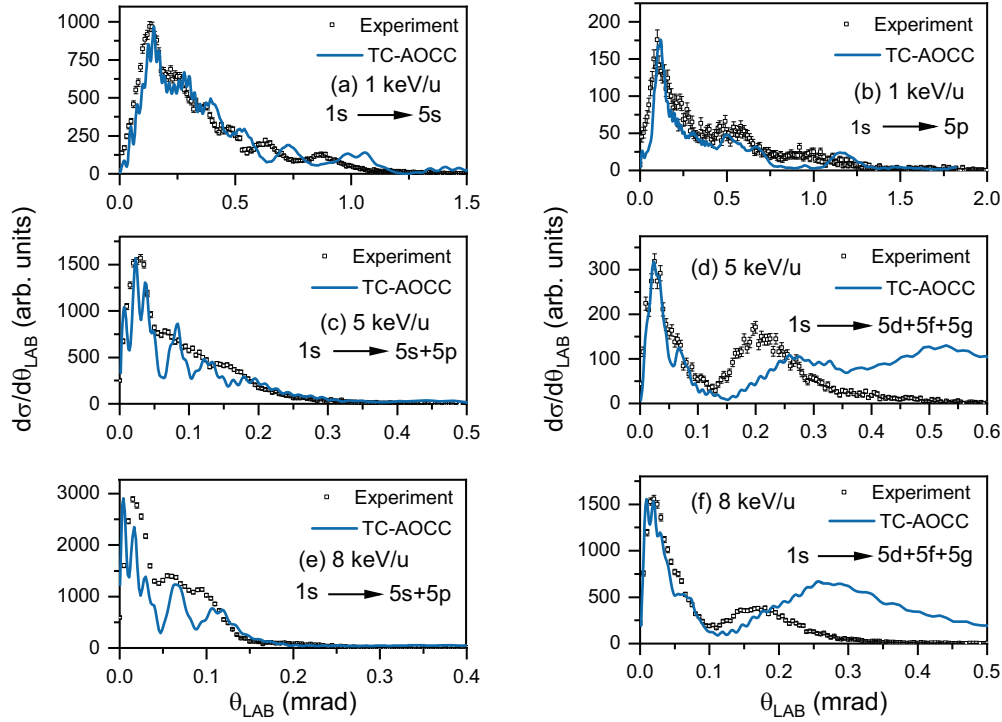 1000
750
500
250
0
Experiment
TC-AOCC
(a) 1 keV/u
1s → 5s
0.0 0.5 1.0 1.5
200
150
100
50
0
Experiment
TC-AOCC
(b) 1 keV/u
1s → 5p
0.0 0.5 1.0 1.5 2.0
dσ/dθLAB (arb. units)
1500
1000
500
0
Experiment
TC-AOCC
(c) 5 keV/u
1s → 5s+5p
0.0 0.1 0.2 0.3 0.4 0.5
dσ/dθLAB (arb. units)
300
200
100
0
Experiment
(d) 5 keV/u
TC-AOCC
1s → 5d+5f+5g
0.0 0.1 0.2 0.3 0.4 0.5 0.6
3000
2000
1000
0
Experiment
TC-AOCC
(e) 8 keV/u
1s → 5s+5p
0.0 0.1 0.2 0.3 0.4
θLAB (mrad)
1500
1000
500
0
Experiment
(f) 8 keV/u
TC-AOCC
1s → 5d+5f+5g
0.0 0.1 0.2 0.3 0.4 0.5
θLAB (mrad)